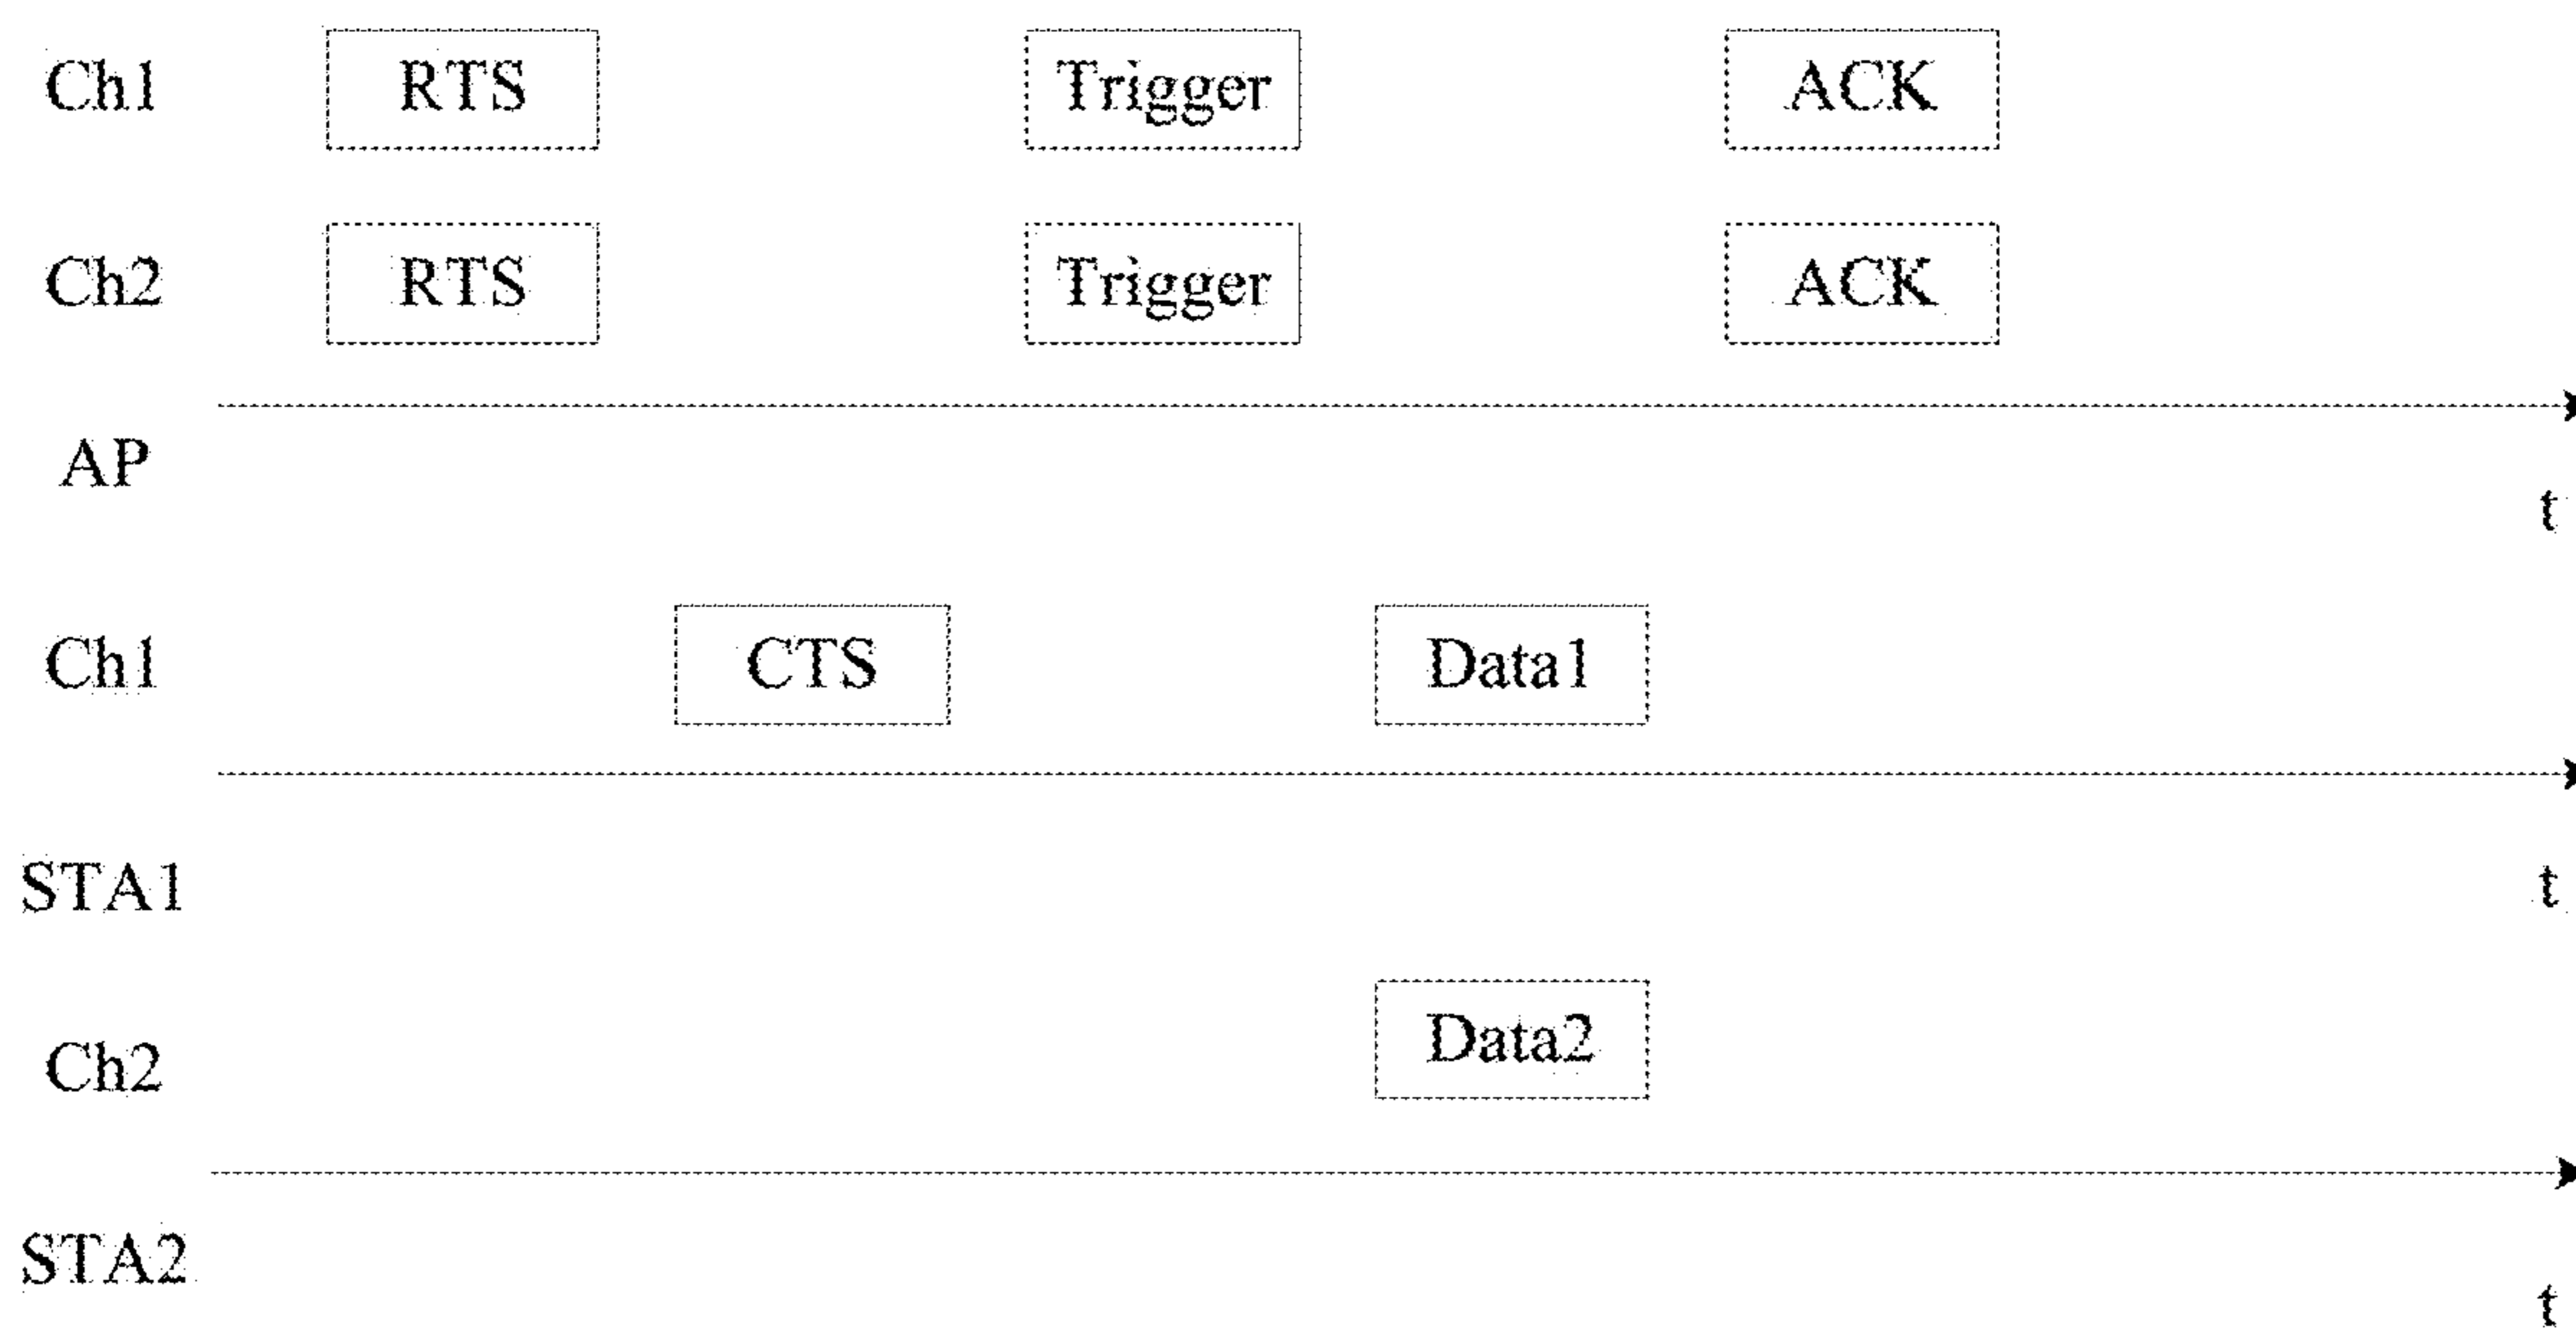 Ch1 RTS Trigger ACK
Ch2 RTS Trigger ACK
AP
t
Ch1 CTS Data1
STA1 t
Data2
Ch2
STA2
t